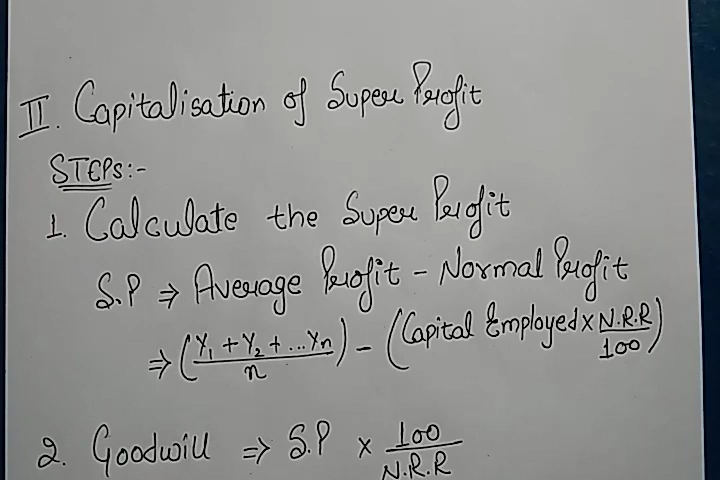 II. Capitalisation of Super Profit
STEPS:-
1. Calculate the Super Profit
S.P ⇒ Average Profit - Normal Profit
⇒ (Y₁ + Y₂ + ... Yn / n) - (Capital Employed × N.R.R / 100)
2. Goodwill ⇒ S.P × 100 / N.R.R